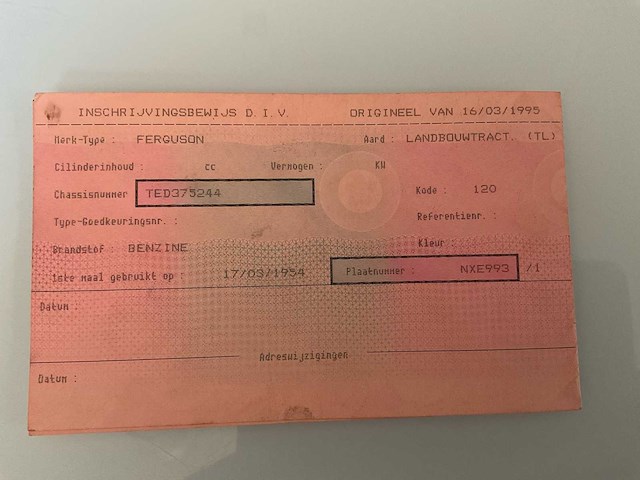 INSCHRIJVINGSBEWIJS D.I.V. ORIGINEEL VAN 16/03/1995
Merk-Type : FERGUSON Aard : LANDBOUWTRACT. (TL)
Cilinderinhoud : cc Vermogen : KW
Chassisnummer TED375244 Kode : 120
Type-Goedkeuringsnr. : Referentienr. :
Brandstof : BENZINE Kleur :
1ste maal gebruikt op : 17/03/1954 Plaatnummer : NXE993 /1
Datum :
Adreswijzigingen
Datum :